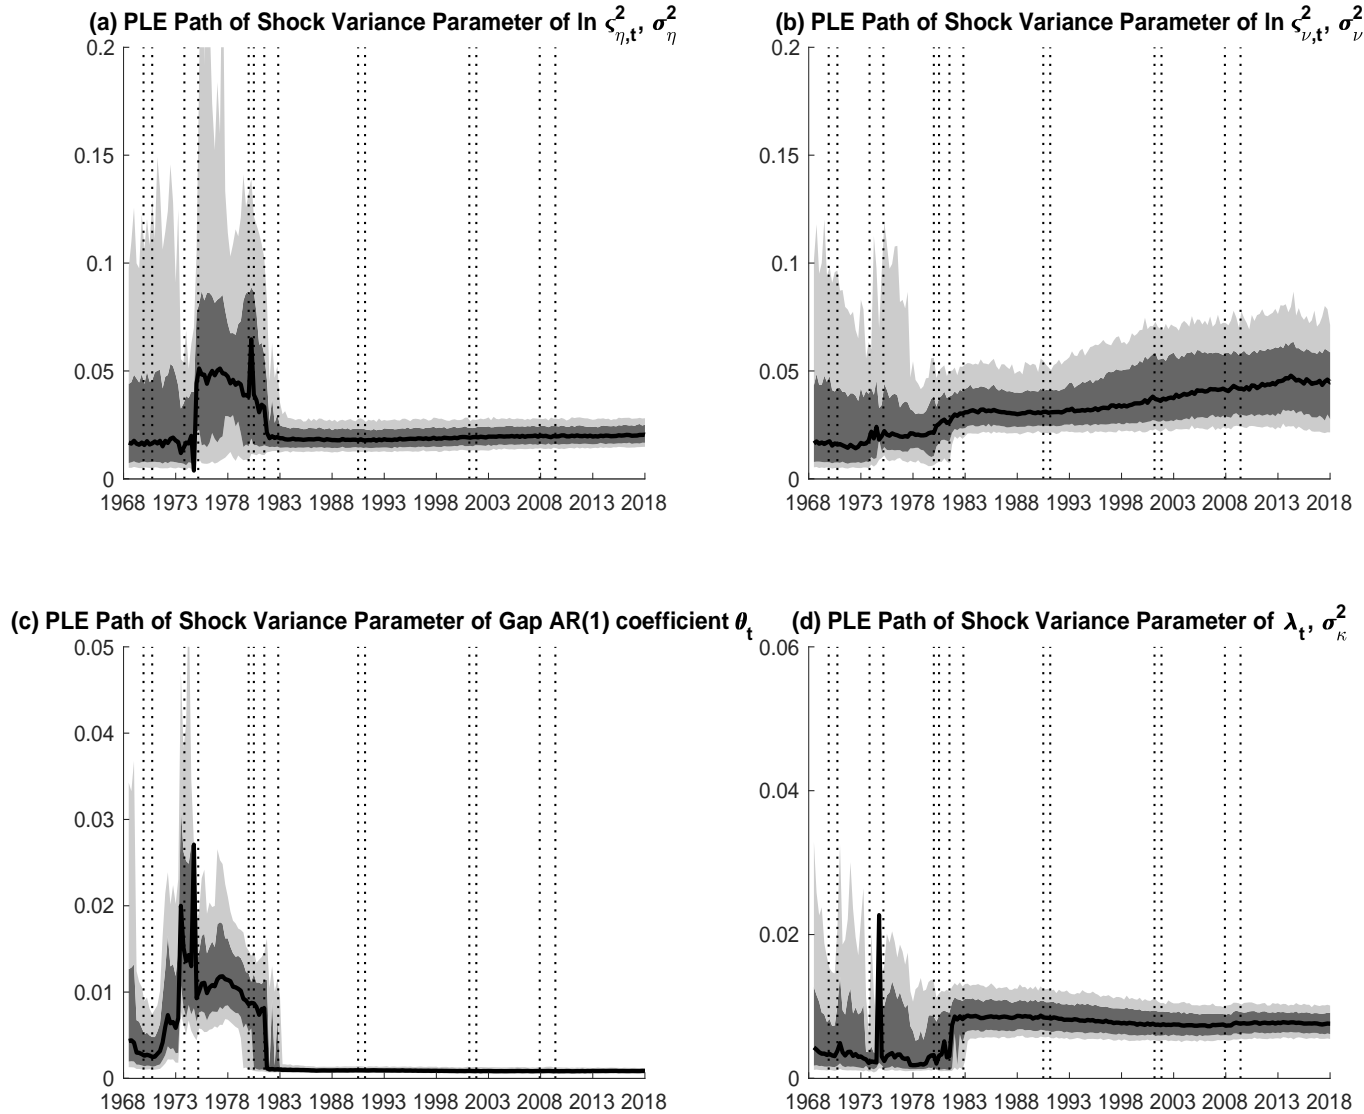 (a) PLE Path of Shock Variance Parameter of ln ς²η,t, σ²η
0.2
0.15
0.1
0.05
0
1968 1973 1978 1983 1988 1993 1998 2003 2008 2013 2018
(b) PLE Path of Shock Variance Parameter of ln ς²ν,t, σ²ν
0.2
0.15
0.1
0.05
0
1968 1973 1978 1983 1988 1993 1998 2003 2008 2013 2018
(c) PLE Path of Shock Variance Parameter of Gap AR(1) coefficient θt
0.05
0.04
0.03
0.02
0.01
0
1968 1973 1978 1983 1988 1993 1998 2003 2008 2013 2018
(d) PLE Path of Shock Variance Parameter of λt, σ²κ
0.06
0.04
0.02
0
1968 1973 1978 1983 1988 1993 1998 2003 2008 2013 2018